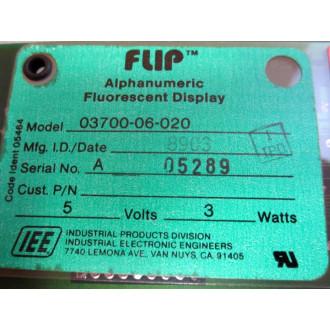 FLIP™
Alphanumeric
Fluorescent Display
Model 03700-06-020
Mfg. I.D./Date 8903
Serial No. A 05289
Cust. P/N
5 Volts 3 Watts
IEE INDUSTRIAL PRODUCTS DIVISION
INDUSTRIAL ELECTRONIC ENGINEERS
7740 LEMONA AVE., VAN NUYS, CA. 91405
Code Ident 05464